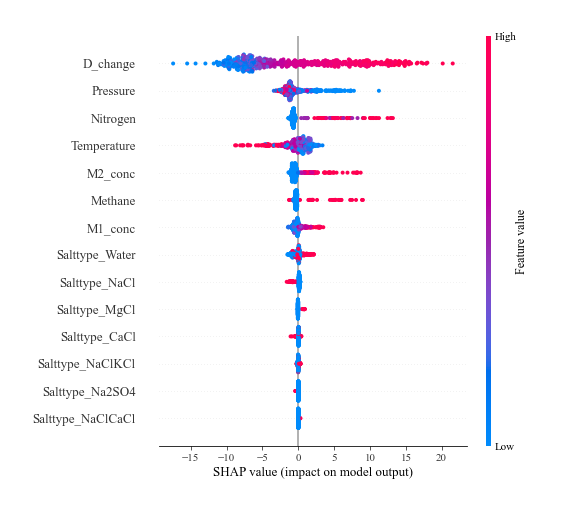 High
D_change
Pressure
Nitrogen
Temperature
M2_conc
Methane
M1_conc
Salttype_Water
Salttype_NaCl
Salttype_MgCl
Salttype_CaCl
Salttype_NaClKCl
Salttype_Na2SO4
Salttype_NaClCaCl
Feature value
Low
−15 −10 −5 0 5 10 15 20
SHAP value (impact on model output)